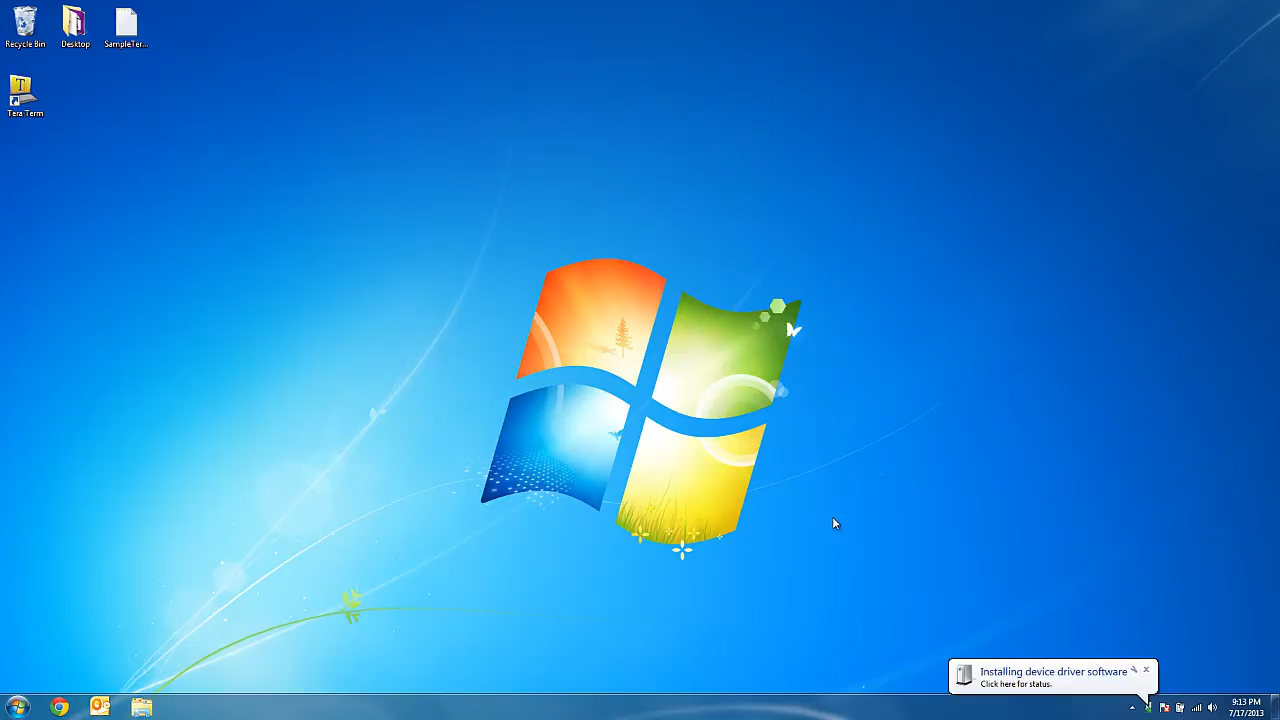 Recycle Bin
Desktop
SampleTer...
Tera Term
Installing device driver software
Click here for status.
9:13 PM
7/17/2013